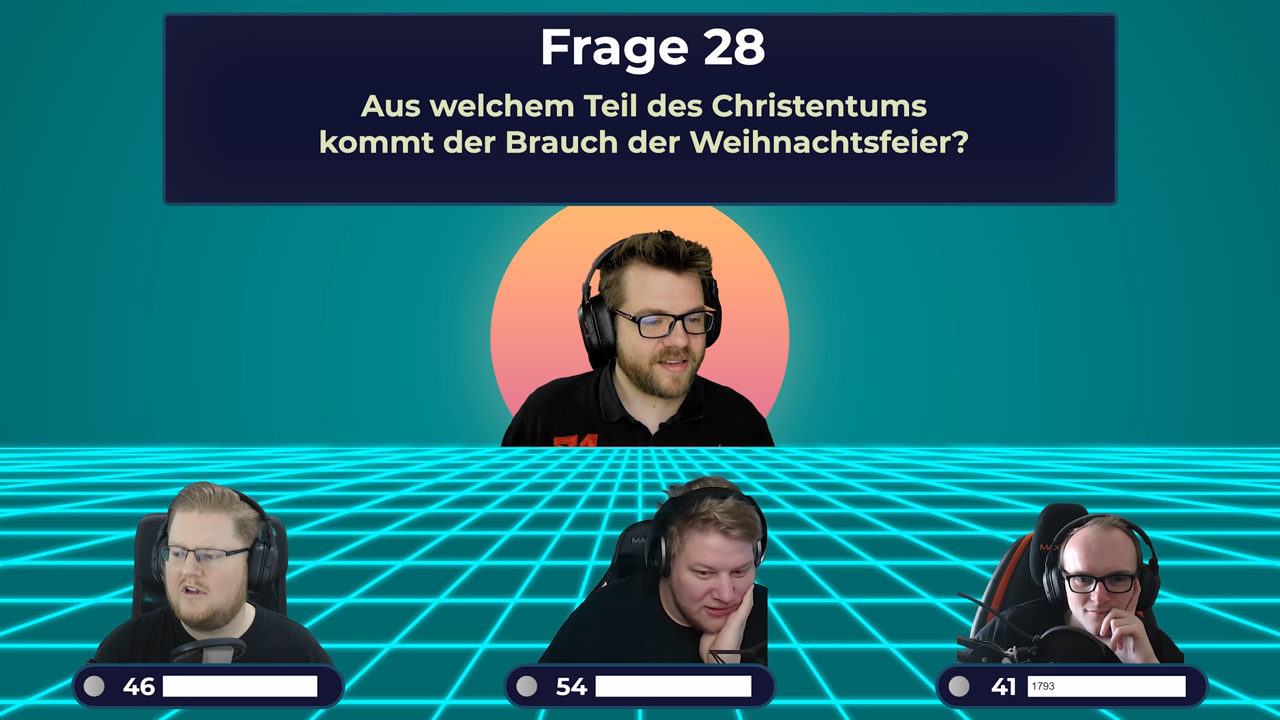 Frage 28
Aus welchem Teil des Christentums
kommt der Brauch der Weihnachtsfeier?
46
54
41 1793